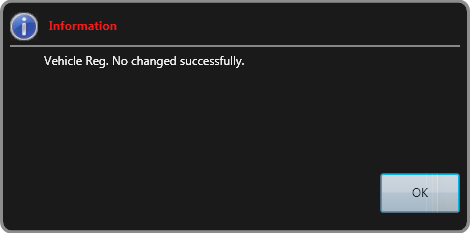 Information
Vehicle Reg. No changed successfully.
OK